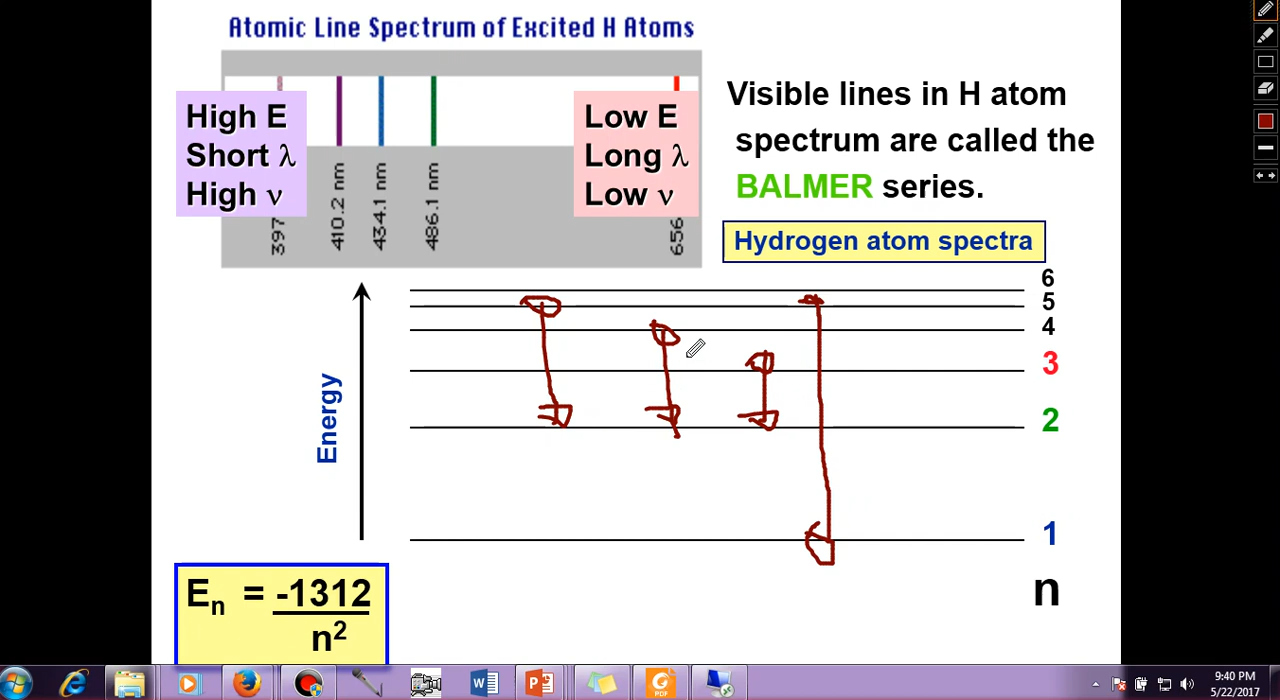 Atomic Line Spectrum of Excited H Atoms
High E
Short λ
High ν
Low E
Long λ
Low ν
397
410.2 nm
434.1 nm
486.1 nm
656
Visible lines in H atom
spectrum are called the
BALMER series.
Hydrogen atom spectra
6
5
4
3
2
1
n
Energy
En = -1312
n2
9:40 PM
5/22/2017